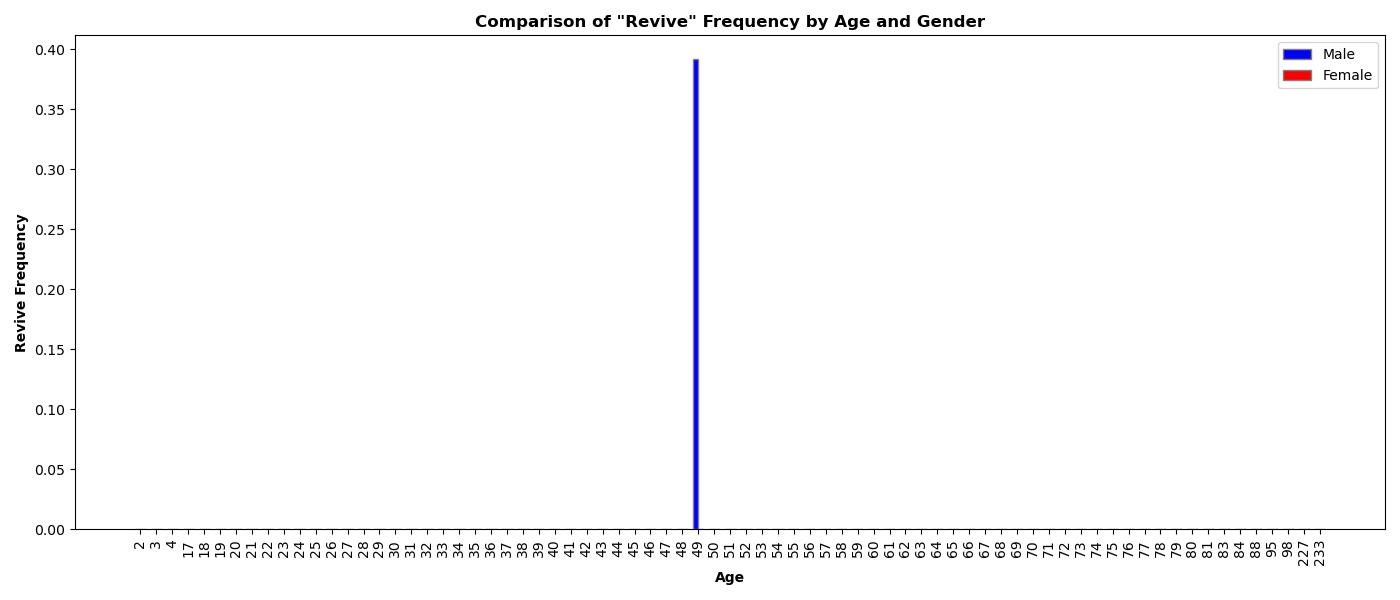 Comparison of "Revive" Frequency by Age and Gender
Male
Female
Revive Frequency
0.40
0.35
0.30
0.25
0.20
0.15
0.10
0.05
0.00
2 3 4 17 18 19 20 21 22 23 24 25 26 27 28 29 30 31 32 33 34 35 36 37 38 39 40 41 42 43 44 45 46 47 48 49 50 51 52 53 54 55 56 57 58 59 60 61 62 63 64 65 66 67 68 69 70 71 72 73 74 75 76 77 78 79 80 81 83 84 88 95 98 227 233
Age